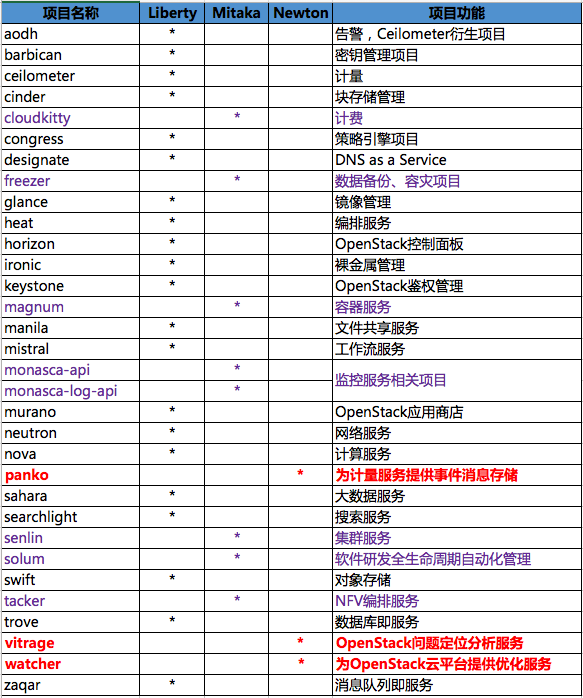 项目名称 Liberty Mitaka Newton 项目功能
aodh * 告警，Ceilometer衍生项目
barbican * 密钥管理项目
ceilometer * 计量
cinder * 块存储管理
cloudkitty * 计费
congress * 策略引擎项目
designate * DNS as a Service
freezer * 数据备份、容灾项目
glance * 镜像管理
heat * 编排服务
horizon * OpenStack控制面板
ironic * 裸金属管理
keystone * OpenStack鉴权管理
magnum * 容器服务
manila * 文件共享服务
mistral * 工作流服务
monasca-api * 监控服务相关项目
monasca-log-api *
murano * OpenStack应用商店
neutron * 网络服务
nova * 计算服务
panko * 为计量服务提供事件消息存储
sahara * 大数据服务
searchlight * 搜索服务
senlin * 集群服务
solum * 软件研发全生命周期自动化管理
swift * 对象存储
tacker * NFV编排服务
trove * 数据库即服务
vitrage * OpenStack问题定位分析服务
watcher * 为OpenStack云平台提供优化服务
zaqar * 消息队列即服务